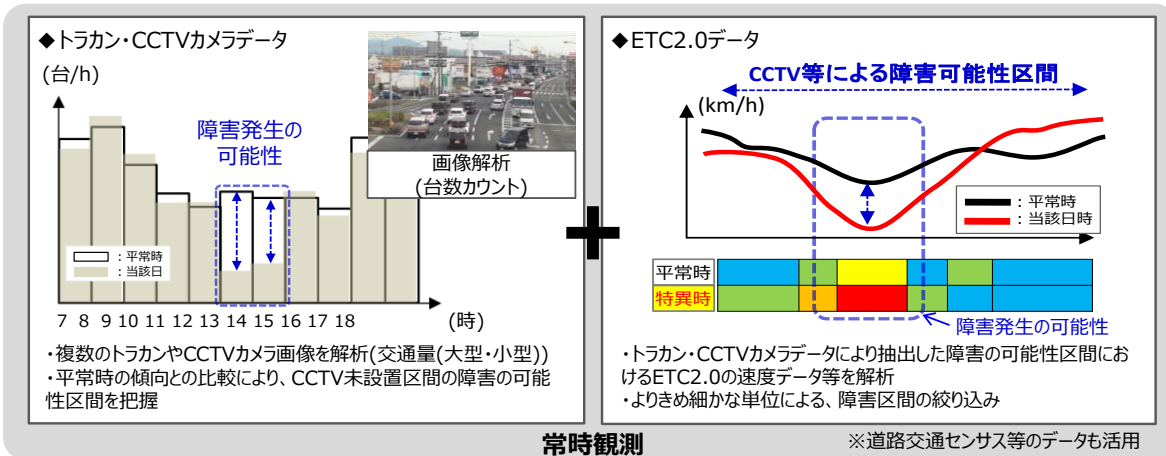 ◆トラカン・CCTVカメラデータ
(台/h)
障害発生の
可能性
画像解析
(台数カウント)
：平常時
：当該日
7 8 9 10 11 12 13 14 15 16 17 18
(時)
・複数のトラカンやCCTVカメラ画像を解析(交通量(大型・小型))
・平常時の傾向との比較により、CCTV未設置区間の障害の可能
性区間を把握
＋
◆ETC2.0データ
CCTV等による障害可能性区間
(km/h)
：平常時
：当該日時
平常時
特異時
障害発生の可能性
・トラカン・CCTVカメラデータにより抽出した障害の可能性区間にお
けるETC2.0の速度データ等を解析
・よりきめ細かな単位による、障害区間の絞り込み
常時観測
※道路交通センサス等のデータも活用